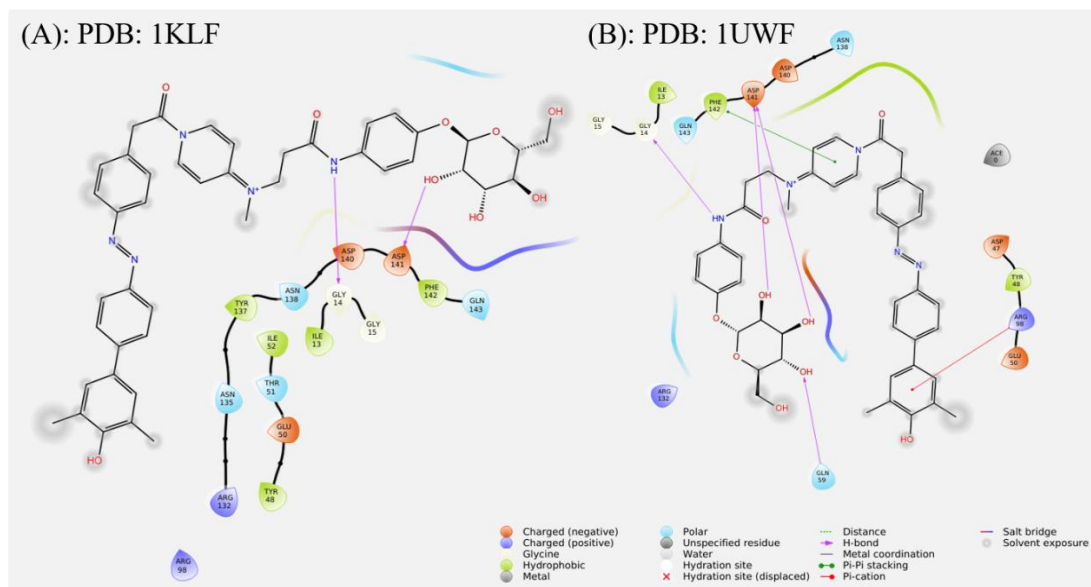 (A): PDB: 1KLF
O
N
N+
O
N
H
O
O
OH
HO
HO
OH
N
N
HO
ASP
140
ASP
141
ASN
138
GLY
14
PHE
142
GLN
143
TYR
137
ILE
52
ILE
13
GLY
15
THR
51
ASN
135
GLU
50
ARG
132
TYR
48
ARG
98
(B): PDB: 1UWF
ASN
138
ASP
140
ASP
141
ILE
13
PHE
142
GLY
15
GLY
14
GLN
143
O
N
N+
ACE
0
HN
O
N
N
ASP
47
TYR
48
ARG
98
GLU
50
OH
O
OH
O
OH
OH
HO
ARG
132
GLN
59
Charged (negative)
Charged (positive)
Glycine
Hydrophobic
Metal
Polar
Unspecified residue
Water
Hydration site
Hydration site (displaced)
Distance
H-bond
Metal coordination
Pi-Pi stacking
Pi-cation
Salt bridge
Solvent exposure